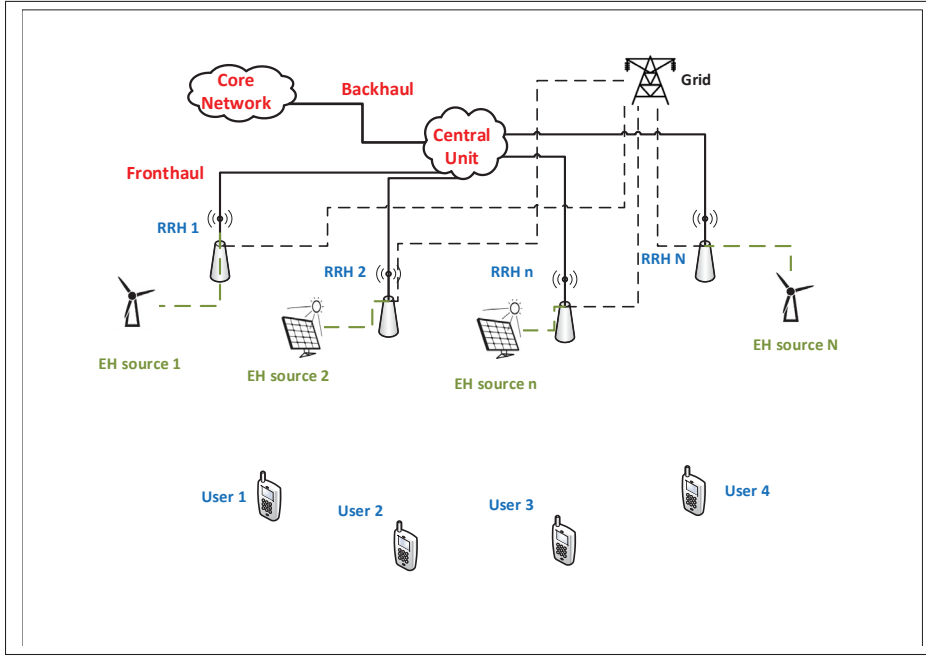 Core
Network
Backhaul
Grid
Central
Unit
Fronthaul
RRH 1
RRH 2
RRH n
RRH N
EH source 1
EH source 2
EH source n
EH source N
User 1
User 2
User 3
User 4